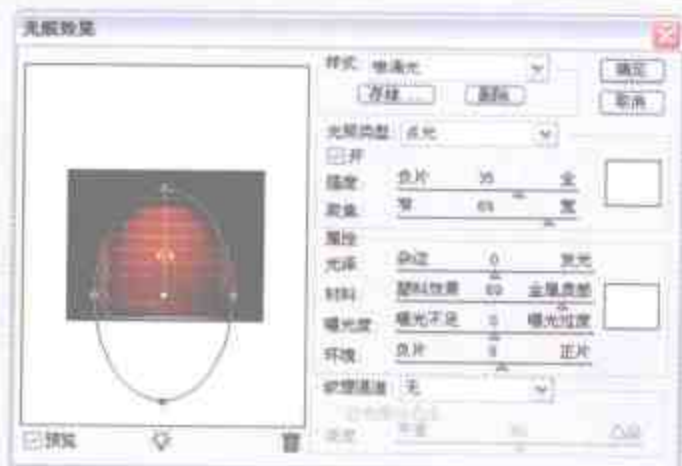 光照效果
样式 喷涌光
存储... 删除
确定
取消
光照类型: 点光
开
强度: 负片 35 全
聚焦: 窄 69 宽
属性:
光泽: 杂边 0 发光
材料: 塑料效果 69 金属质感
曝光度: 曝光不足 0 曝光过度
环境: 负片 8 正片
纹理通道: 无
预览